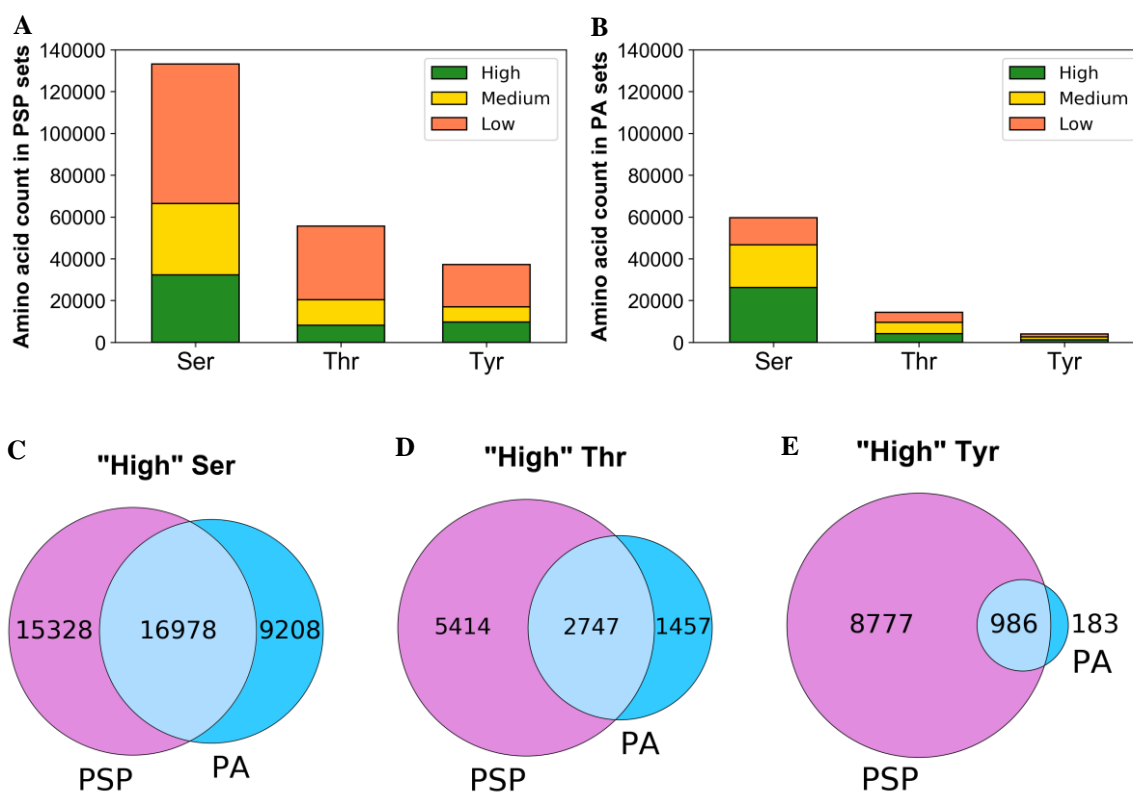 A
Amino acid count in PSP sets
140000
120000
100000
80000
60000
40000
20000
0
High
Medium
Low
Ser
Thr
Tyr
B
Amino acid count in PA sets
140000
120000
100000
80000
60000
40000
20000
0
High
Medium
Low
Ser
Thr
Tyr
C
"High" Ser
15328
16978
9208
PSP
PA
D
"High" Thr
5414
2747
1457
PA
PSP
E
"High" Tyr
8777
986
183
PA
PSP